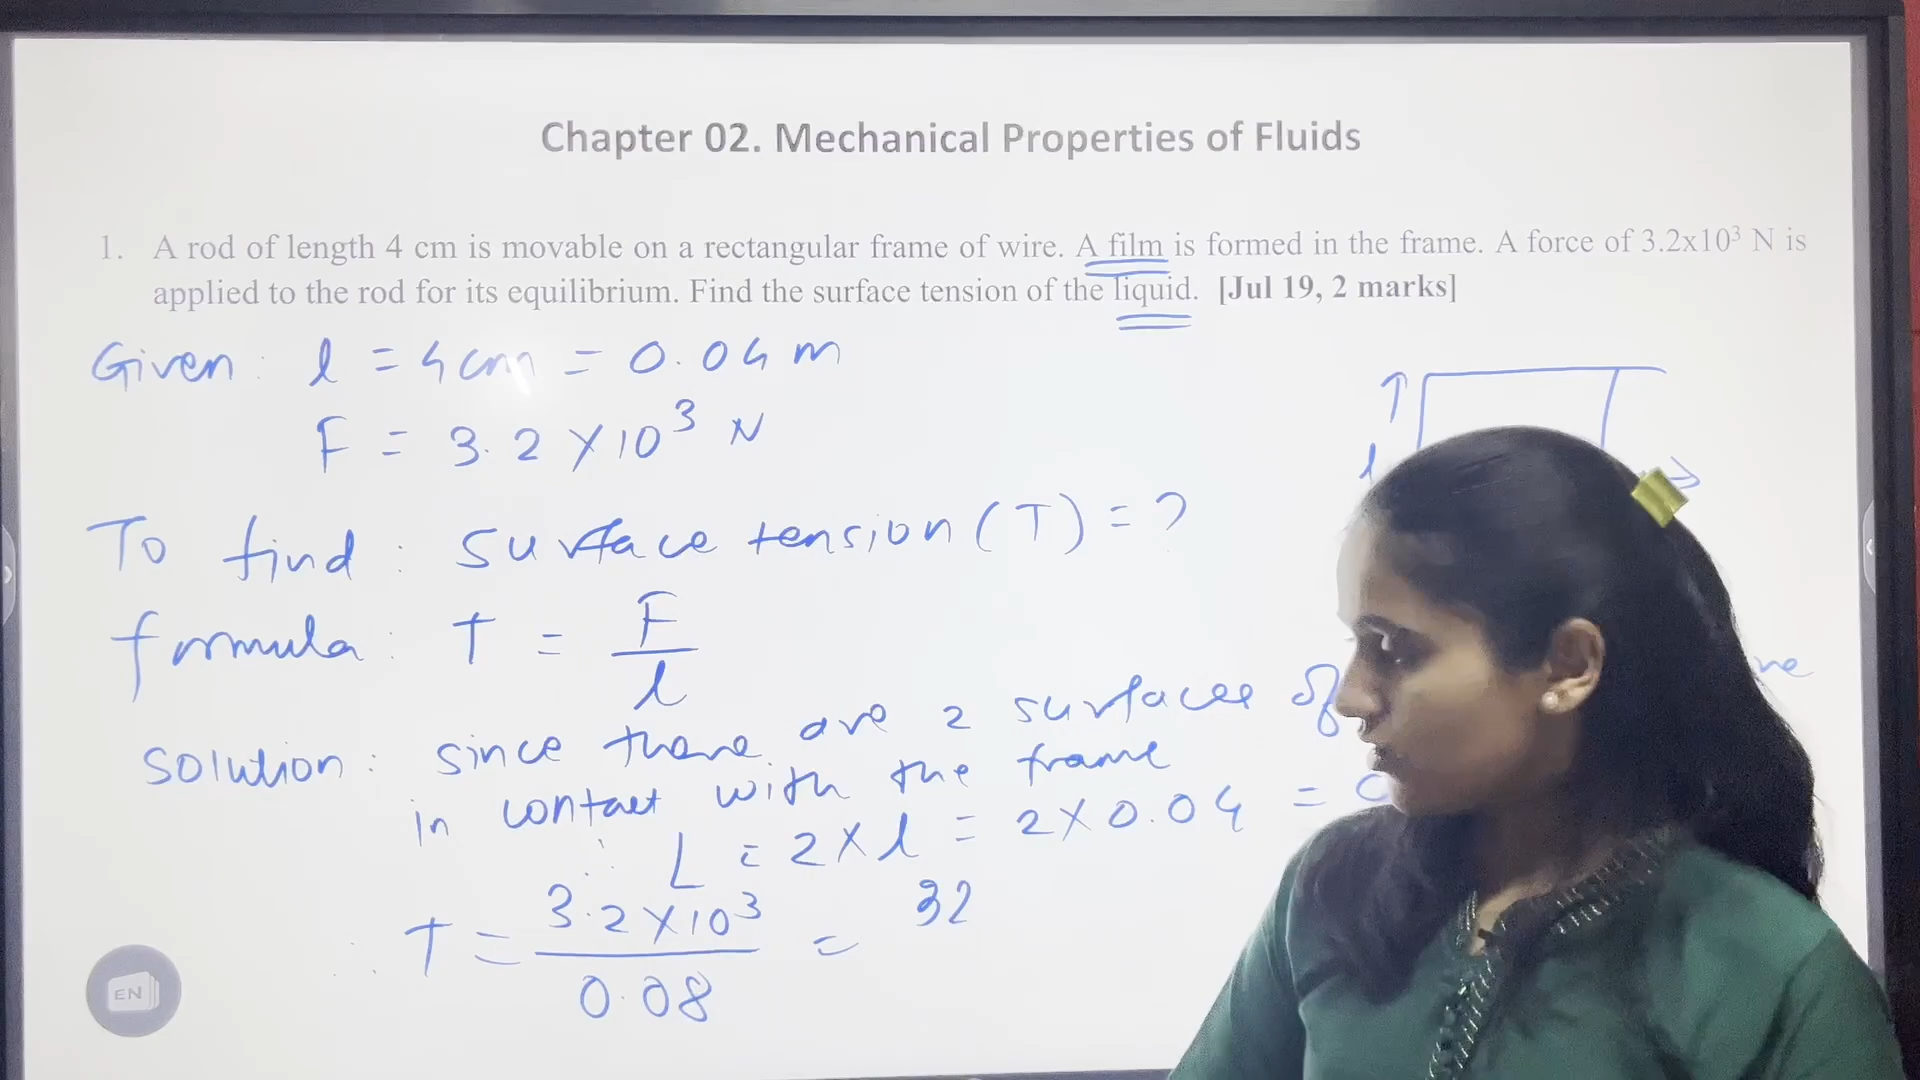 Chapter 02. Mechanical Properties of Fluids
1. A rod of length 4 cm is movable on a rectangular frame of wire. A film is formed in the frame. A force of 3.2x10³ N is
applied to the rod for its equilibrium. Find the surface tension of the liquid. [Jul 19, 2 marks]
Given: l = 4cm = 0.04 m
F = 3.2 × 10³ N
To find: surface tension (T) = ?
formula: T = F/l
solution: since there are 2 surfaces of
in contact with the frame
∴ L = 2 × l = 2 × 0.04 =
∴ T = 3.2 × 10³ / 0.08 = 32
l
EN